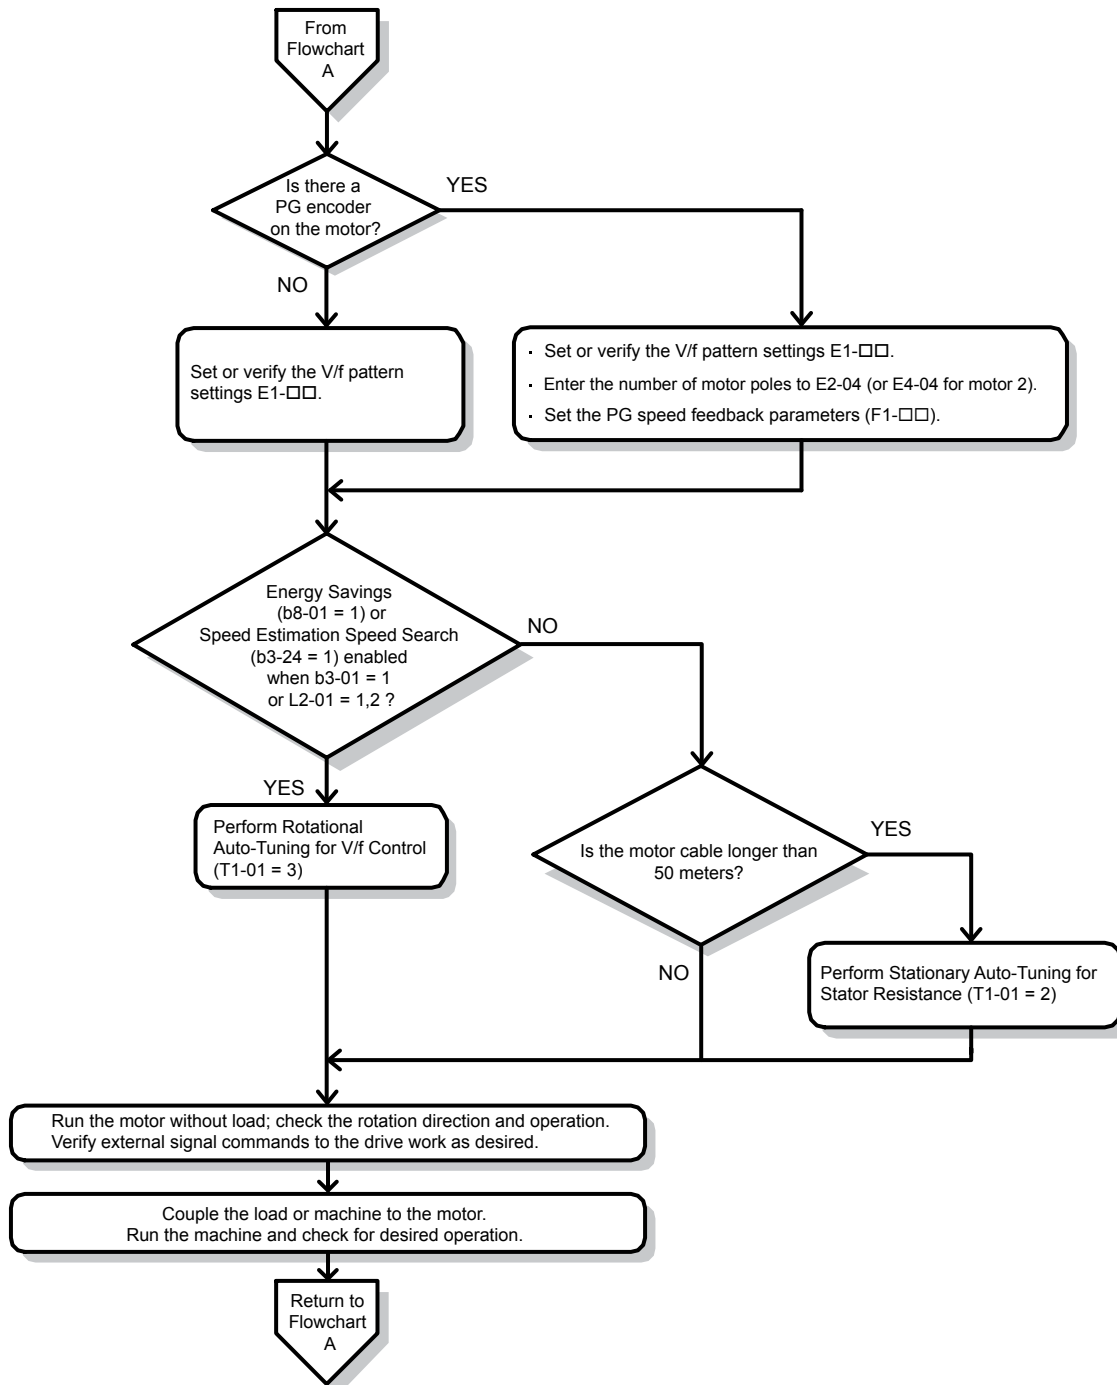 From
Flowchart
A
Is there a
PG encoder
on the motor?
YES
NO
Set or verify the V/f pattern
settings E1-□□.
· Set or verify the V/f pattern settings E1-□□.
· Enter the number of motor poles to E2-04 (or E4-04 for motor 2).
· Set the PG speed feedback parameters (F1-□□).
Energy Savings
(b8-01 = 1) or
Speed Estimation Speed Search
(b3-24 = 1) enabled
when b3-01 = 1
or L2-01 = 1,2 ?
NO
YES
Perform Rotational
Auto-Tuning for V/f Control
(T1-01 = 3)
Is the motor cable longer than
50 meters?
YES
NO
Perform Stationary Auto-Tuning for
Stator Resistance (T1-01 = 2)
Run the motor without load; check the rotation direction and operation.
Verify external signal commands to the drive work as desired.
Couple the load or machine to the motor.
Run the machine and check for desired operation.
Return to
Flowchart
A